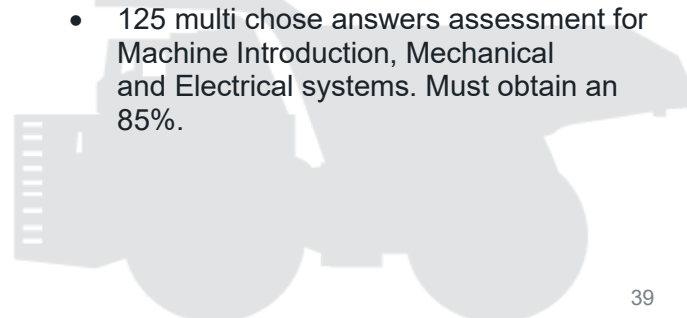 • 125 multi chose answers assessment for
Machine Introduction, Mechanical
and Electrical systems. Must obtain an
85%.
39